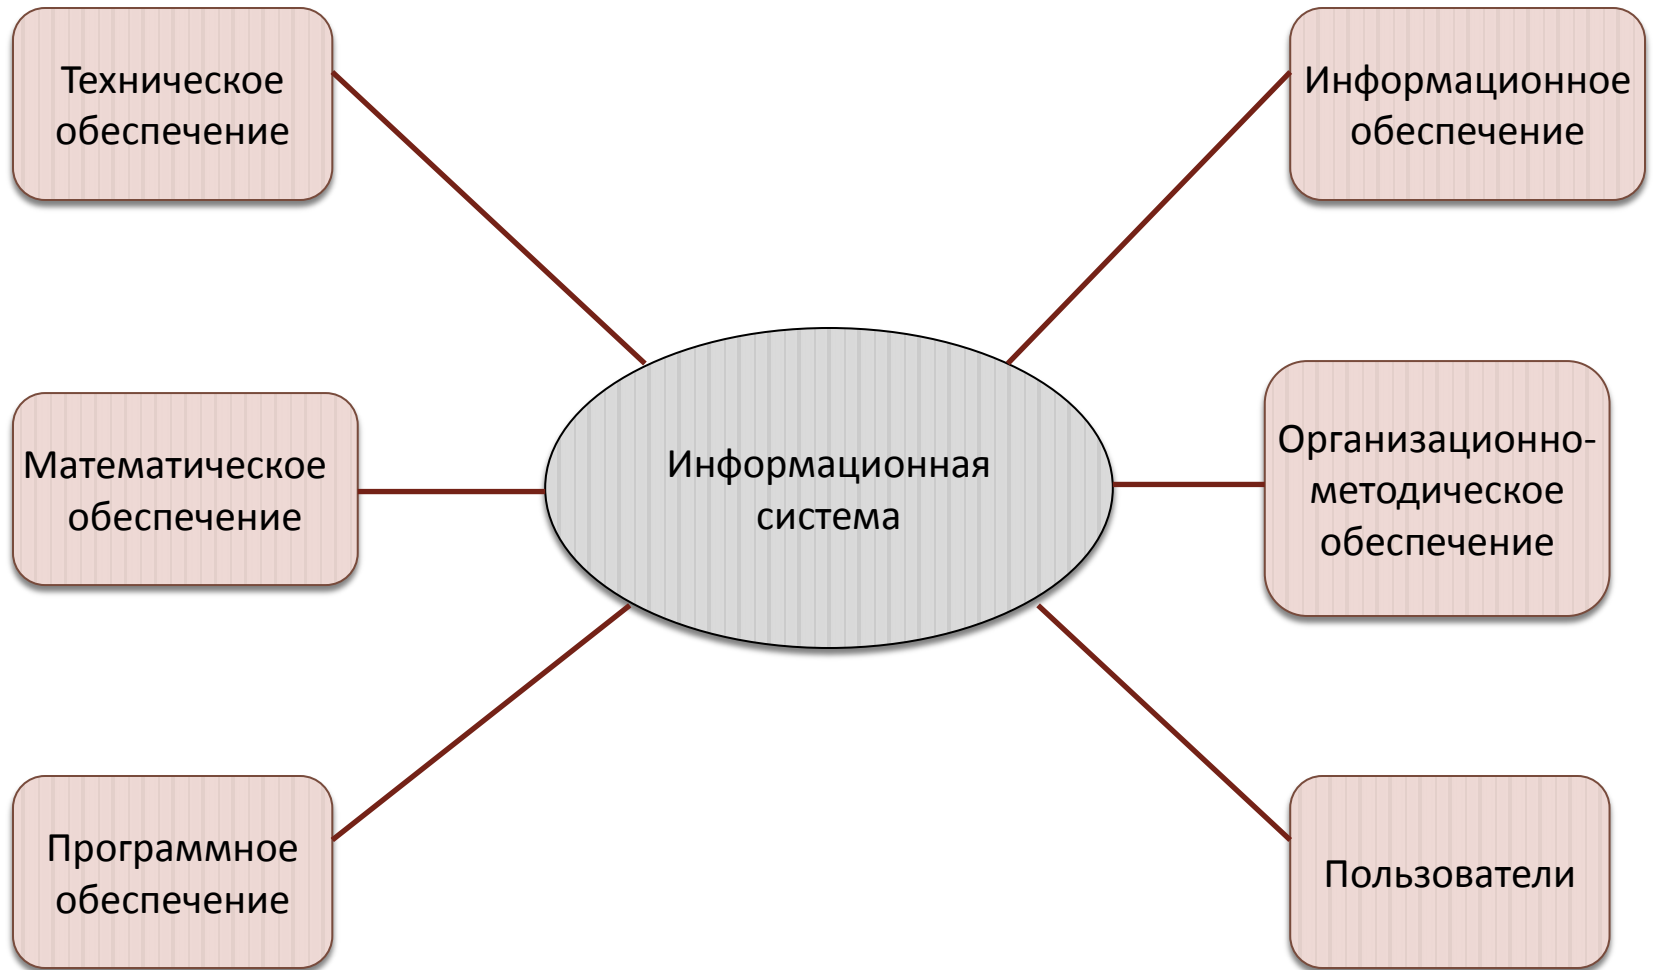 Техническое
обеспечение
Информационное
обеспечение
Математическое
обеспечение
Информационная
система
Организационно-
методическое
обеспечение
Программное
обеспечение
Пользователи